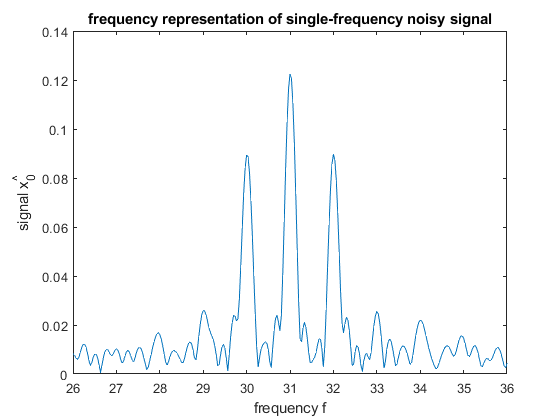 frequency representation of single-frequency noisy signal
0.14
0.12
0.1
0.08
0.06
0.04
0.02
0
signal x̂₀
26 27 28 29 30 31 32 33 34 35 36
frequency f